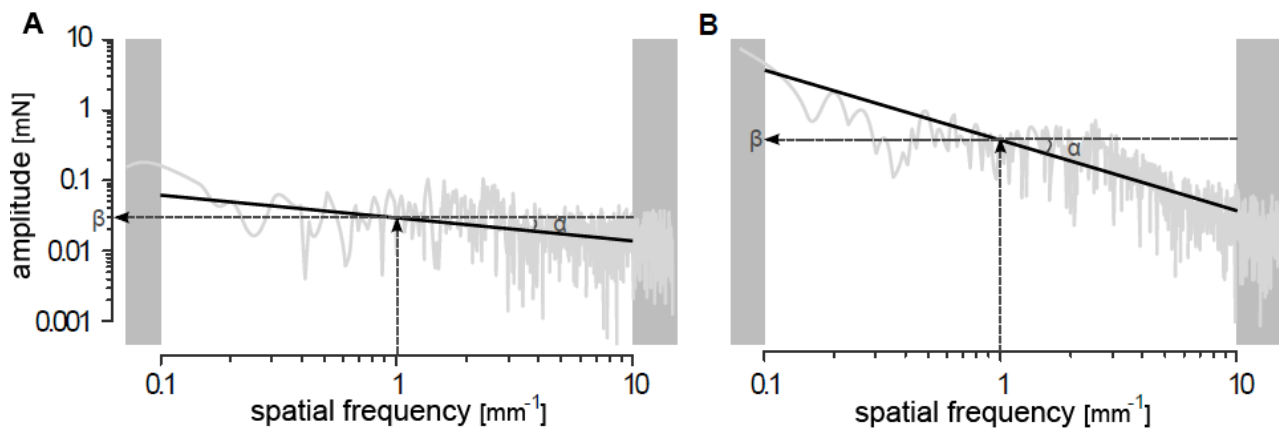 A
B
amplitude [mN]
10
1
0.1
0.01
0.001
β
α
0.1
1
10
spatial frequency [mm⁻¹]
β
α
0.1
1
10
spatial frequency [mm⁻¹]